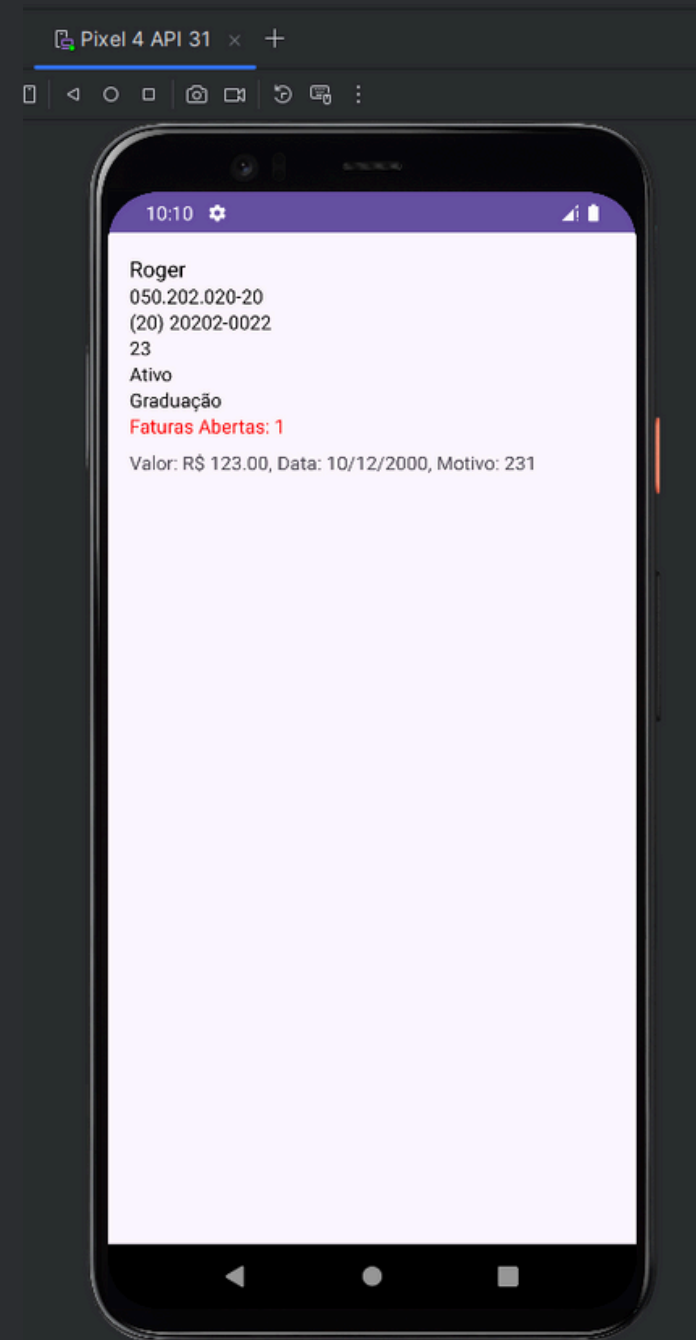 Pixel 4 API 31
10:10
Roger
050.202.020-20
(20) 20202-0022
23
Ativo
Graduação
Faturas Abertas: 1
Valor: R$ 123.00, Data: 10/12/2000, Motivo: 231